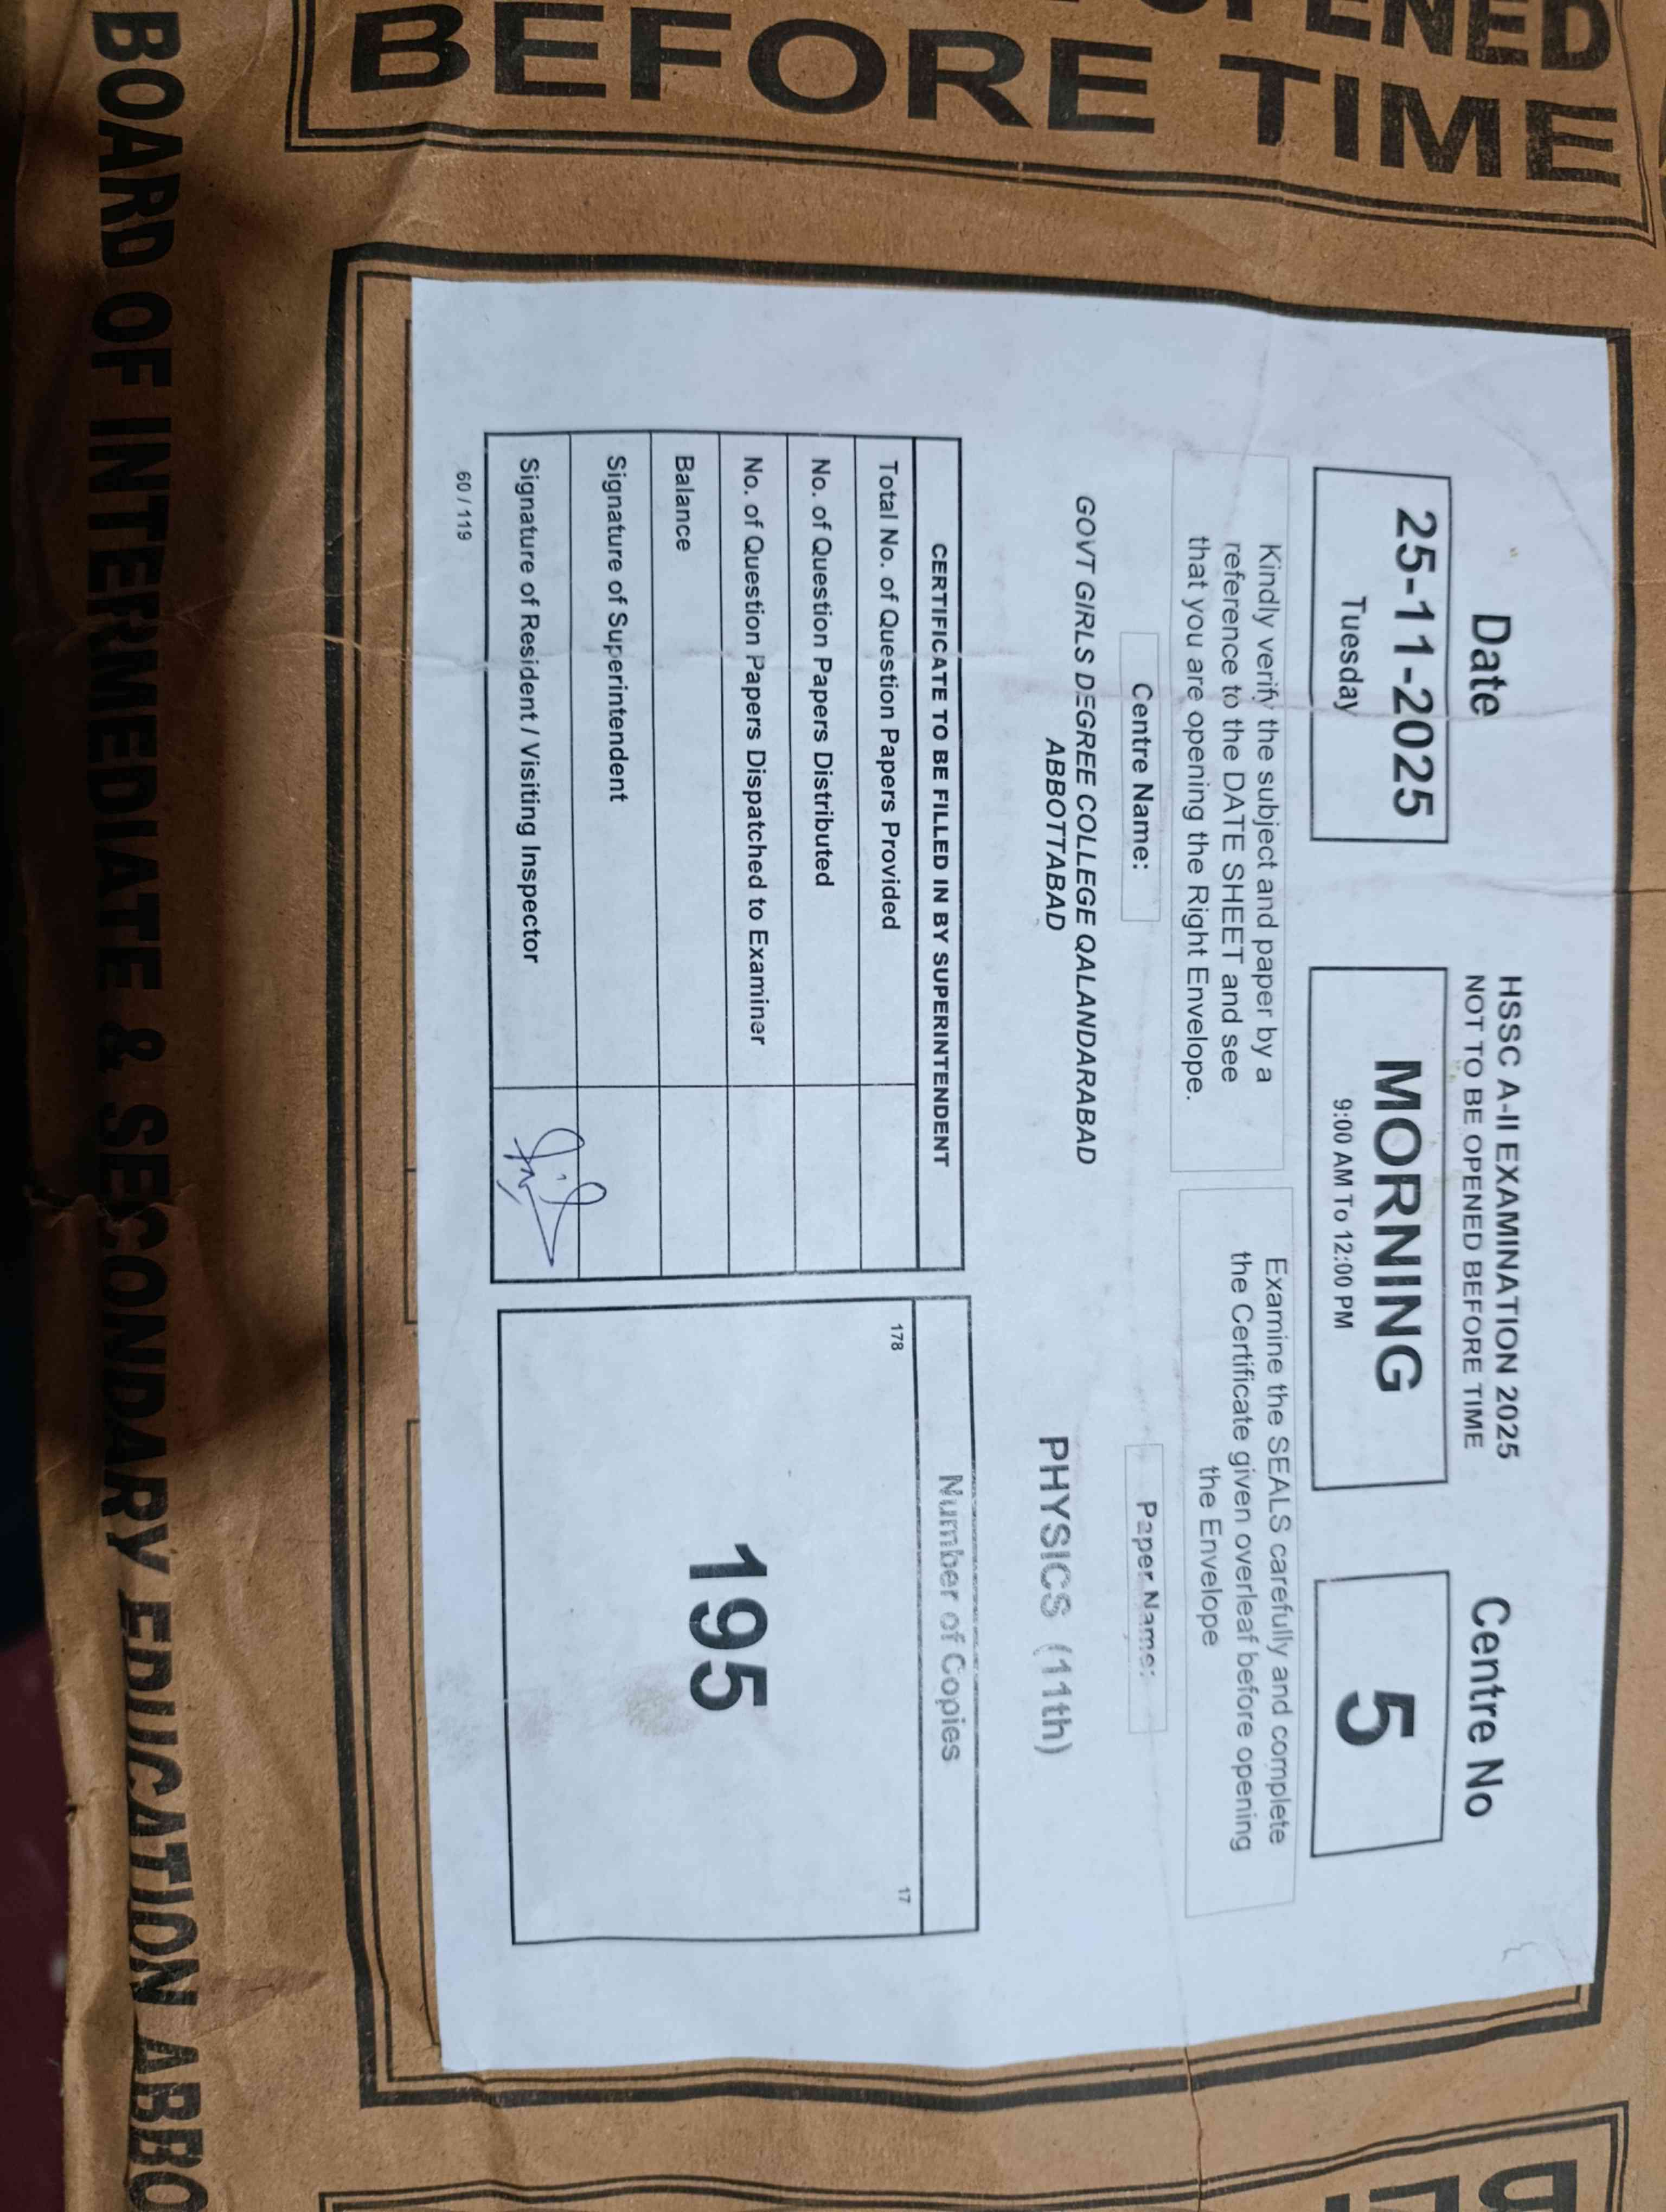 OPENED
BEFORE TIME
Date
25-11-2025
Tuesday
HSSC A-II EXAMINATION 2025
NOT TO BE OPENED BEFORE TIME
MORNING
9:00 AM To 12:00 PM
Centre No
5
Kindly verify the subject and paper by a
reference to the DATE SHEET and see
that you are opening the Right Envelope.
Examine the SEALS carefully and complete
the Certificate given overleaf before opening
the Envelope
Centre Name:
GOVT GIRLS DEGREE COLLEGE QALANDARABAD
ABBOTTABAD
Paper Name:
PHYSICS (11th)
CERTIFICATE TO BE FILLED IN BY SUPERINTENDENT
Total No. of Question Papers Provided
No. of Question Papers Distributed
No. of Question Papers Dispatched to Examiner
Balance
Signature of Superintendent
Signature of Resident / Visiting Inspector
60 / 119
Number of Copies
178
17
195
BOARD OF INTERMEDIATE & SECONDARY EDUCATION ABBO